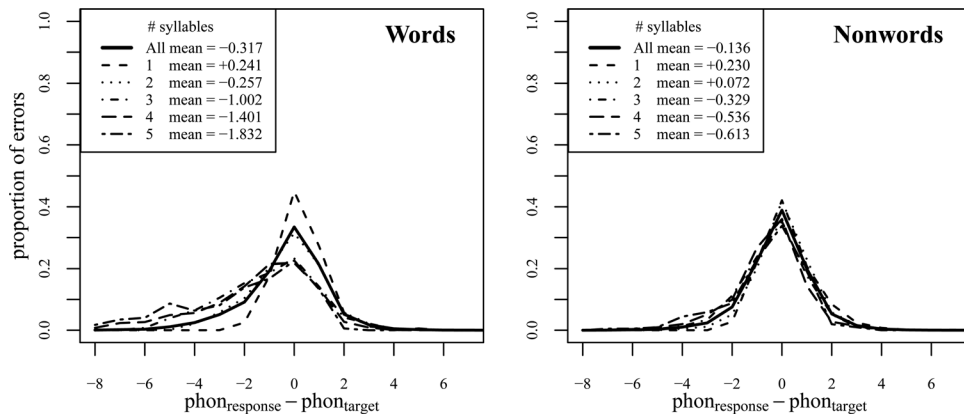 Words
# syllables
All mean = −0.317
1 mean = +0.241
2 mean = −0.257
3 mean = −1.002
4 mean = −1.401
5 mean = −1.832
proportion of errors
1.0
0.8
0.6
0.4
0.2
0.0
−8 −6 −4 −2 0 2 4 6
phonresponse − phontarget
Nonwords
# syllables
All mean = −0.136
1 mean = +0.230
2 mean = +0.072
3 mean = −0.329
4 mean = −0.536
5 mean = −0.613
1.0
0.8
0.6
0.4
0.2
0.0
−8 −6 −4 −2 0 2 4 6
phonresponse − phontarget